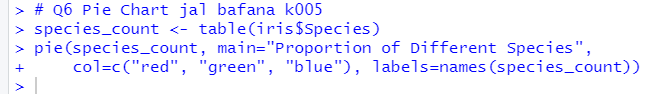 > # Q6 Pie Chart jal bafana k005
> species_count <- table(iris$Species)
> pie(species_count, main="Proportion of Different Species",
+     col=c("red", "green", "blue"), labels=names(species_count))
>